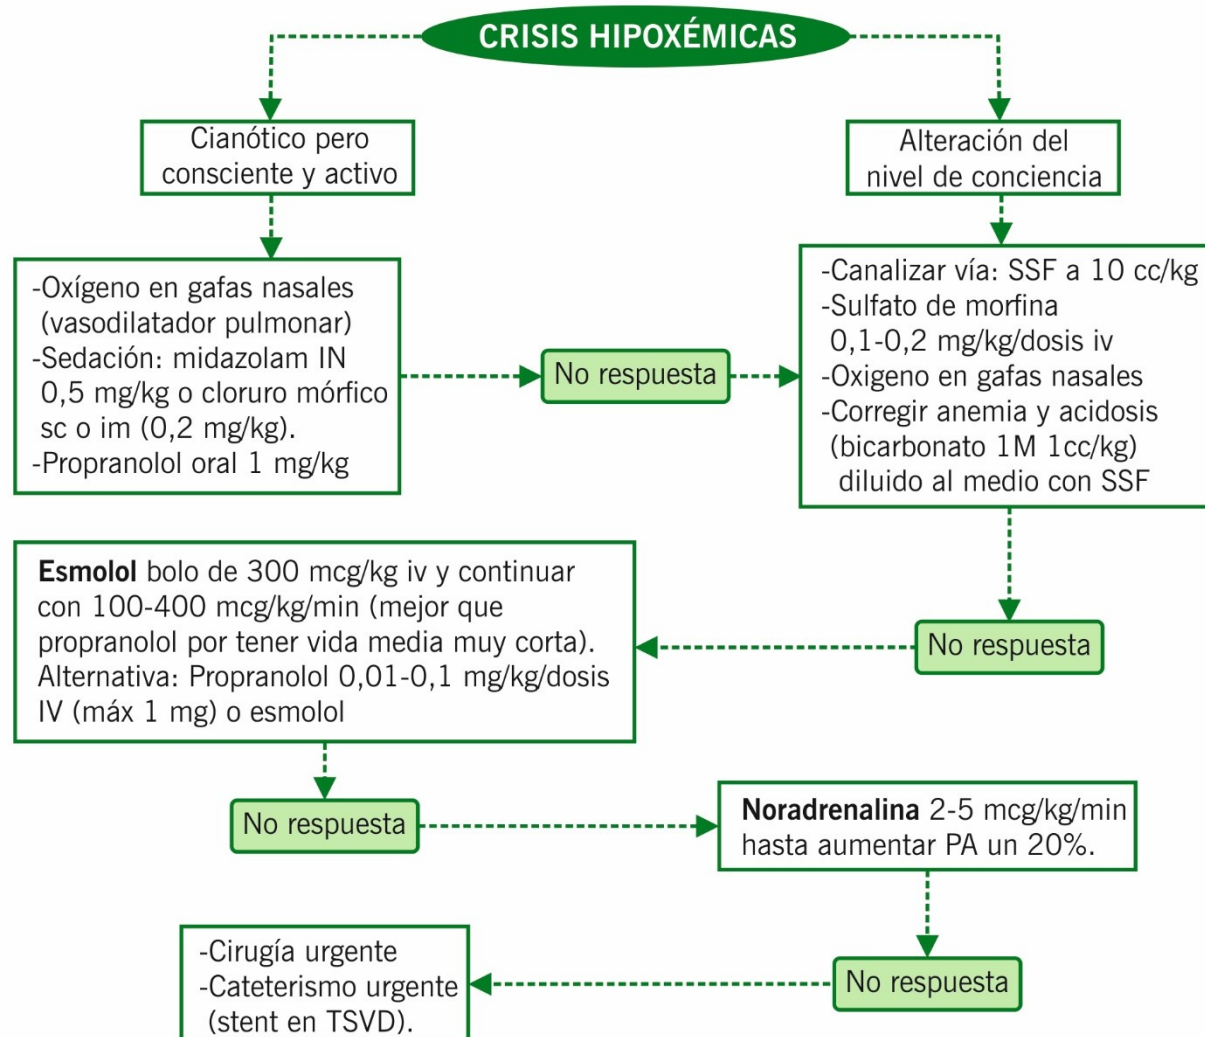 CRISIS HIPOXÉMICAS
Cianótico pero
consciente y activo
Alteración del
nivel de conciencia
-Oxígeno en gafas nasales
(vasodilatador pulmonar)
-Sedación: midazolam IN
0,5 mg/kg o cloruro mórfico
sc o im (0,2 mg/kg).
-Propranolol oral 1 mg/kg
No respuesta
-Canalizar vía: SSF a 10 cc/kg
-Sulfato de morfina
0,1-0,2 mg/kg/dosis iv
-Oxigeno en gafas nasales
-Corregir anemia y acidosis
(bicarbonato 1M 1cc/kg)
diluido al medio con SSF
No respuesta
Esmolol bolo de 300 mcg/kg iv y continuar
con 100-400 mcg/kg/min (mejor que
propranolol por tener vida media muy corta).
Alternativa: Propranolol 0,01-0,1 mg/kg/dosis
IV (máx 1 mg) o esmolol
No respuesta
Noradrenalina 2-5 mcg/kg/min
hasta aumentar PA un 20%.
No respuesta
-Cirugía urgente
-Cateterismo urgente
(stent en TSVD).